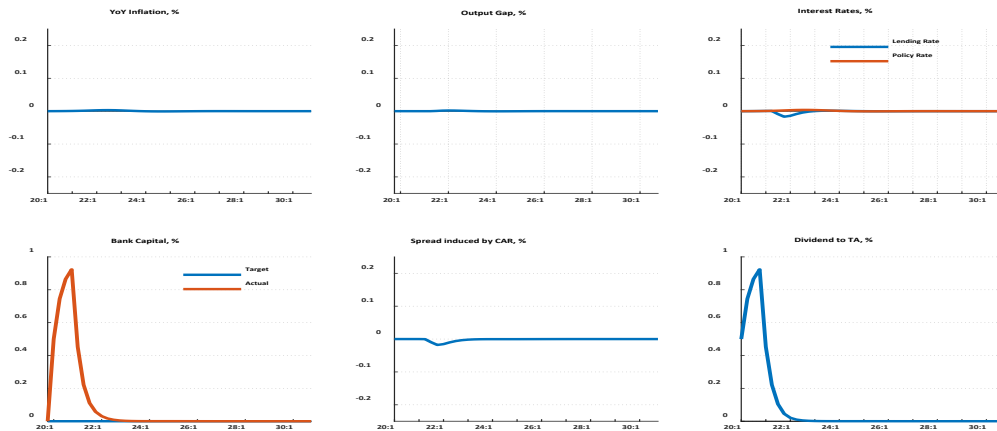 YoY Inflation, %
0.2
0.1
0
-0.1
-0.2
20:1 22:1 24:1 26:1 28:1 30:1
Output Gap, %
0.2
0.1
0
-0.1
-0.2
20:1 22:1 24:1 26:1 28:1 30:1
Interest Rates, %
Lending Rate
Policy Rate
0.2
0.1
0
-0.1
-0.2
20:1 22:1 24:1 26:1 28:1 30:1
Bank Capital, %
Target
Actual
1
0.8
0.6
0.4
0.2
0
20:1 22:1 24:1 26:1 28:1 30:1
Spread induced by CAR, %
0.2
0.1
0
-0.1
-0.2
20:1 22:1 24:1 26:1 28:1 30:1
Dividend to TA, %
1
0.8
0.6
0.4
0.2
0
20:1 22:1 24:1 26:1 28:1 30:1